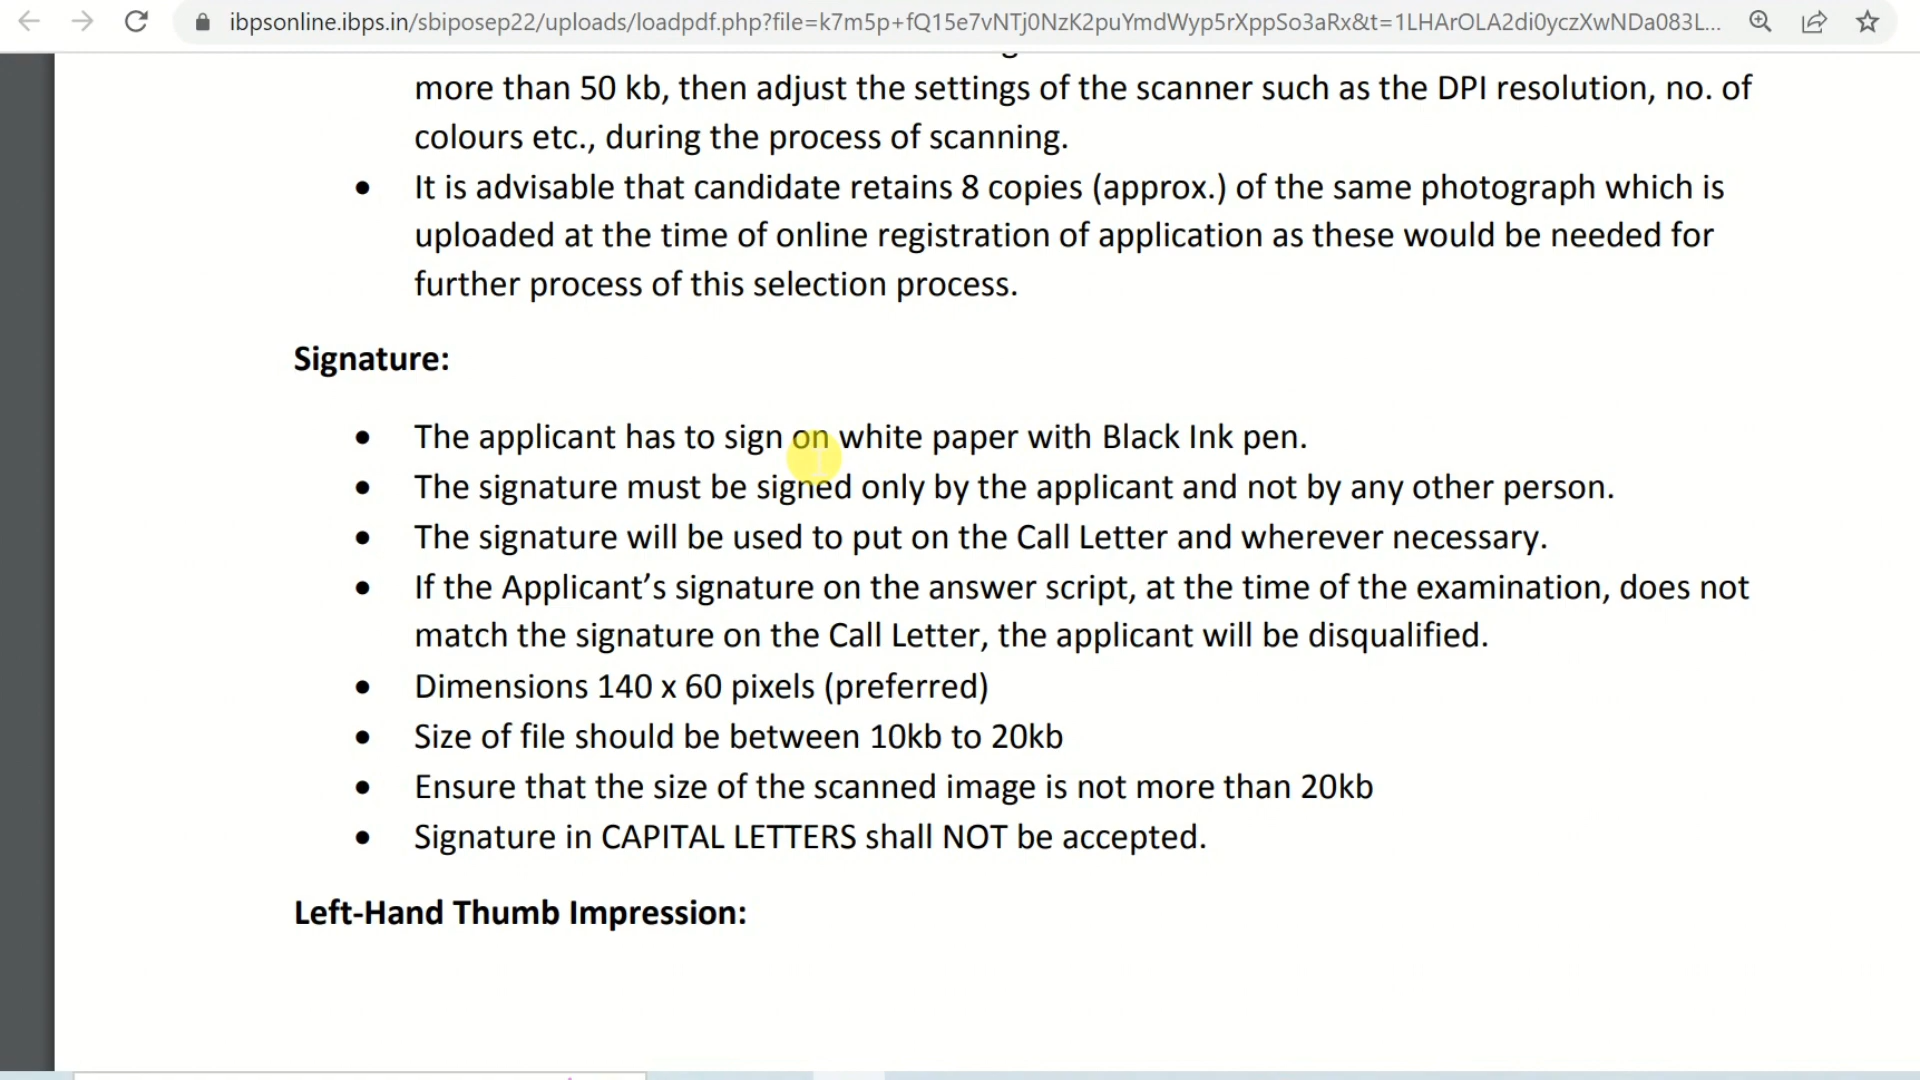 ibpsonline.ibps.in/sbiposep22/uploads/loadpdf.php?file=k7m5p+fQ15e7vNTj0NzK2puYmdWyp5rXppSo3aRx&t=1LHArOLA2di0yczXwNDa083L...
more than 50 kb, then adjust the settings of the scanner such as the DPI resolution, no. of
colours etc., during the process of scanning.
• It is advisable that candidate retains 8 copies (approx.) of the same photograph which is
uploaded at the time of online registration of application as these would be needed for
further process of this selection process.
Signature:
• The applicant has to sign on white paper with Black Ink pen.
• The signature must be signed only by the applicant and not by any other person.
• The signature will be used to put on the Call Letter and wherever necessary.
• If the Applicant’s signature on the answer script, at the time of the examination, does not
match the signature on the Call Letter, the applicant will be disqualified.
• Dimensions 140 x 60 pixels (preferred)
• Size of file should be between 10kb to 20kb
• Ensure that the size of the scanned image is not more than 20kb
• Signature in CAPITAL LETTERS shall NOT be accepted.
Left-Hand Thumb Impression: